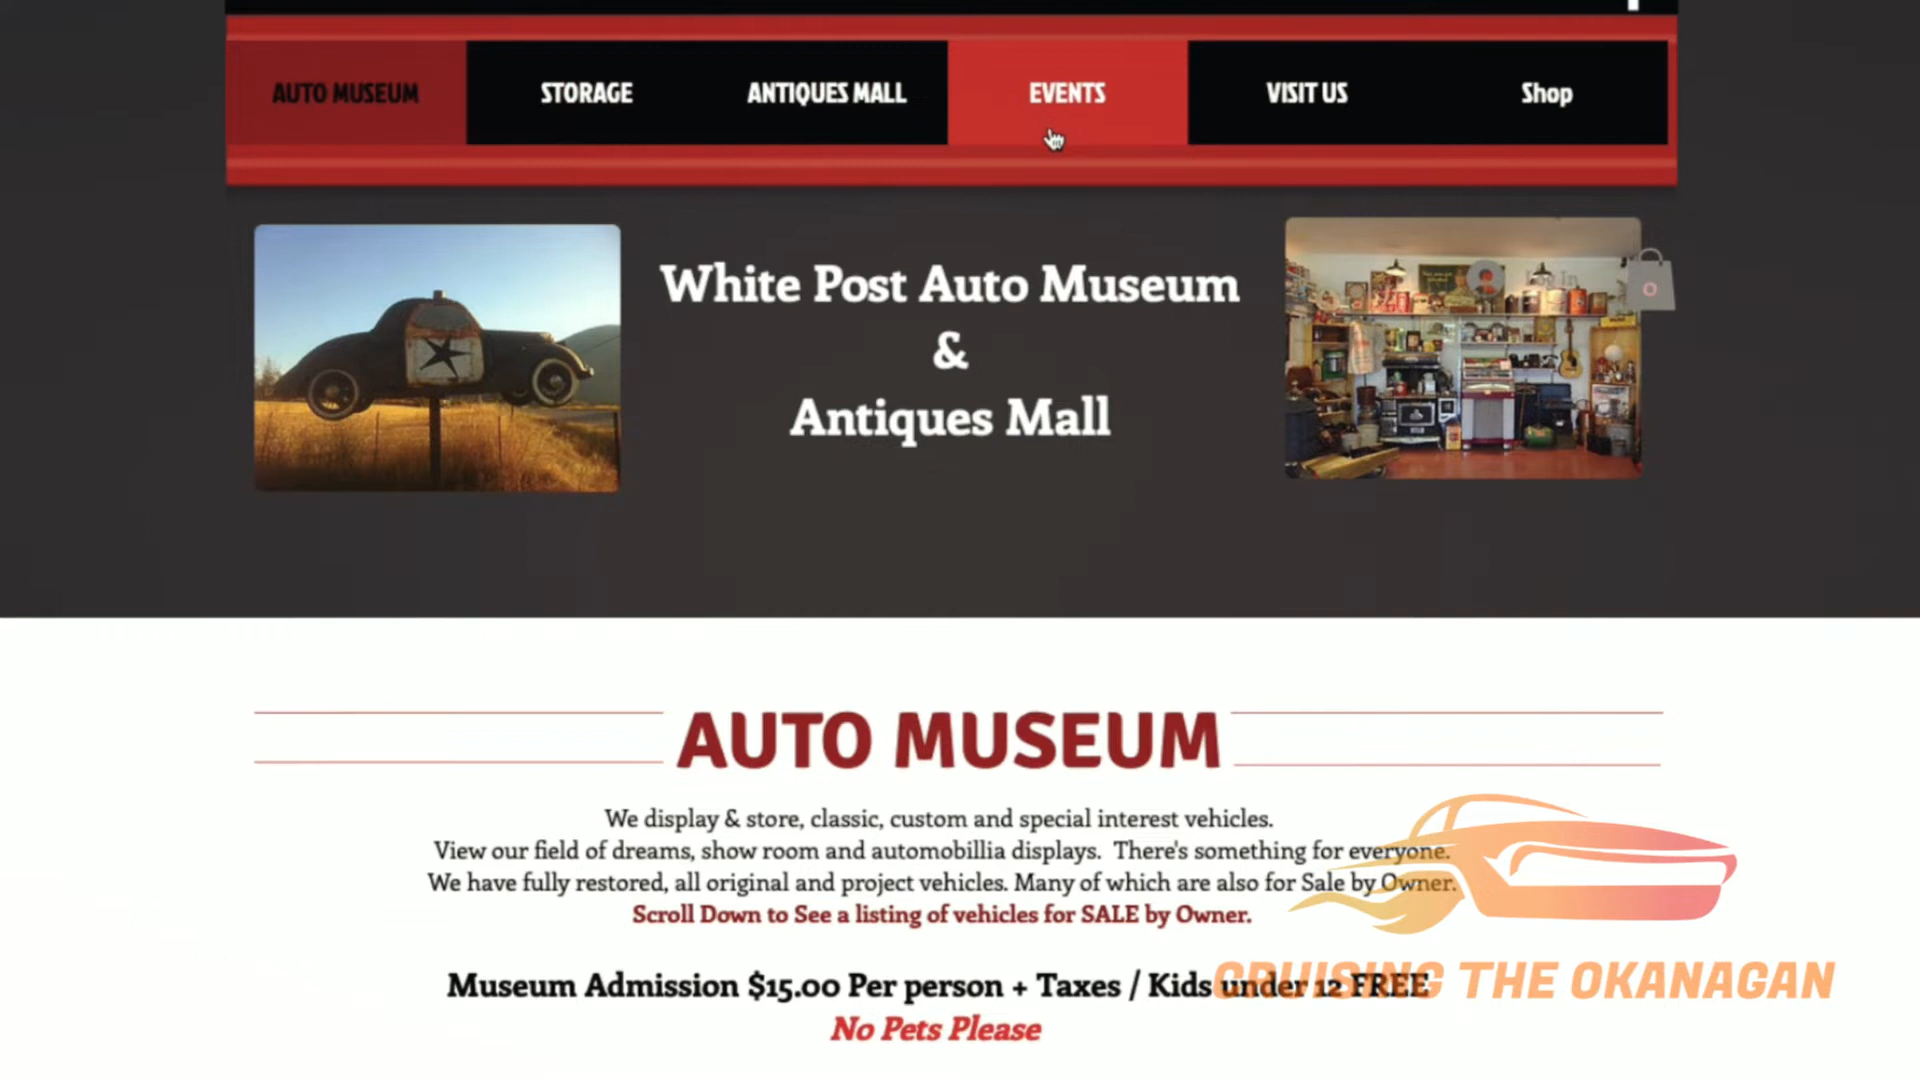 AUTO MUSEUM
STORAGE
ANTIQUES MALL
EVENTS
VISIT US
Shop
White Post Auto Museum
&
Antiques Mall
0
AUTO MUSEUM
We display & store, classic, custom and special interest vehicles.
View our field of dreams, show room and automobillia displays. There's something for everyone.
We have fully restored, all original and project vehicles. Many of which are also for Sale by Owner.
Scroll Down to See a listing of vehicles for SALE by Owner.
Museum Admission $15.00 Per person + Taxes / Kids under 12 FREE
No Pets Please
CRUISING THE OKANAGAN